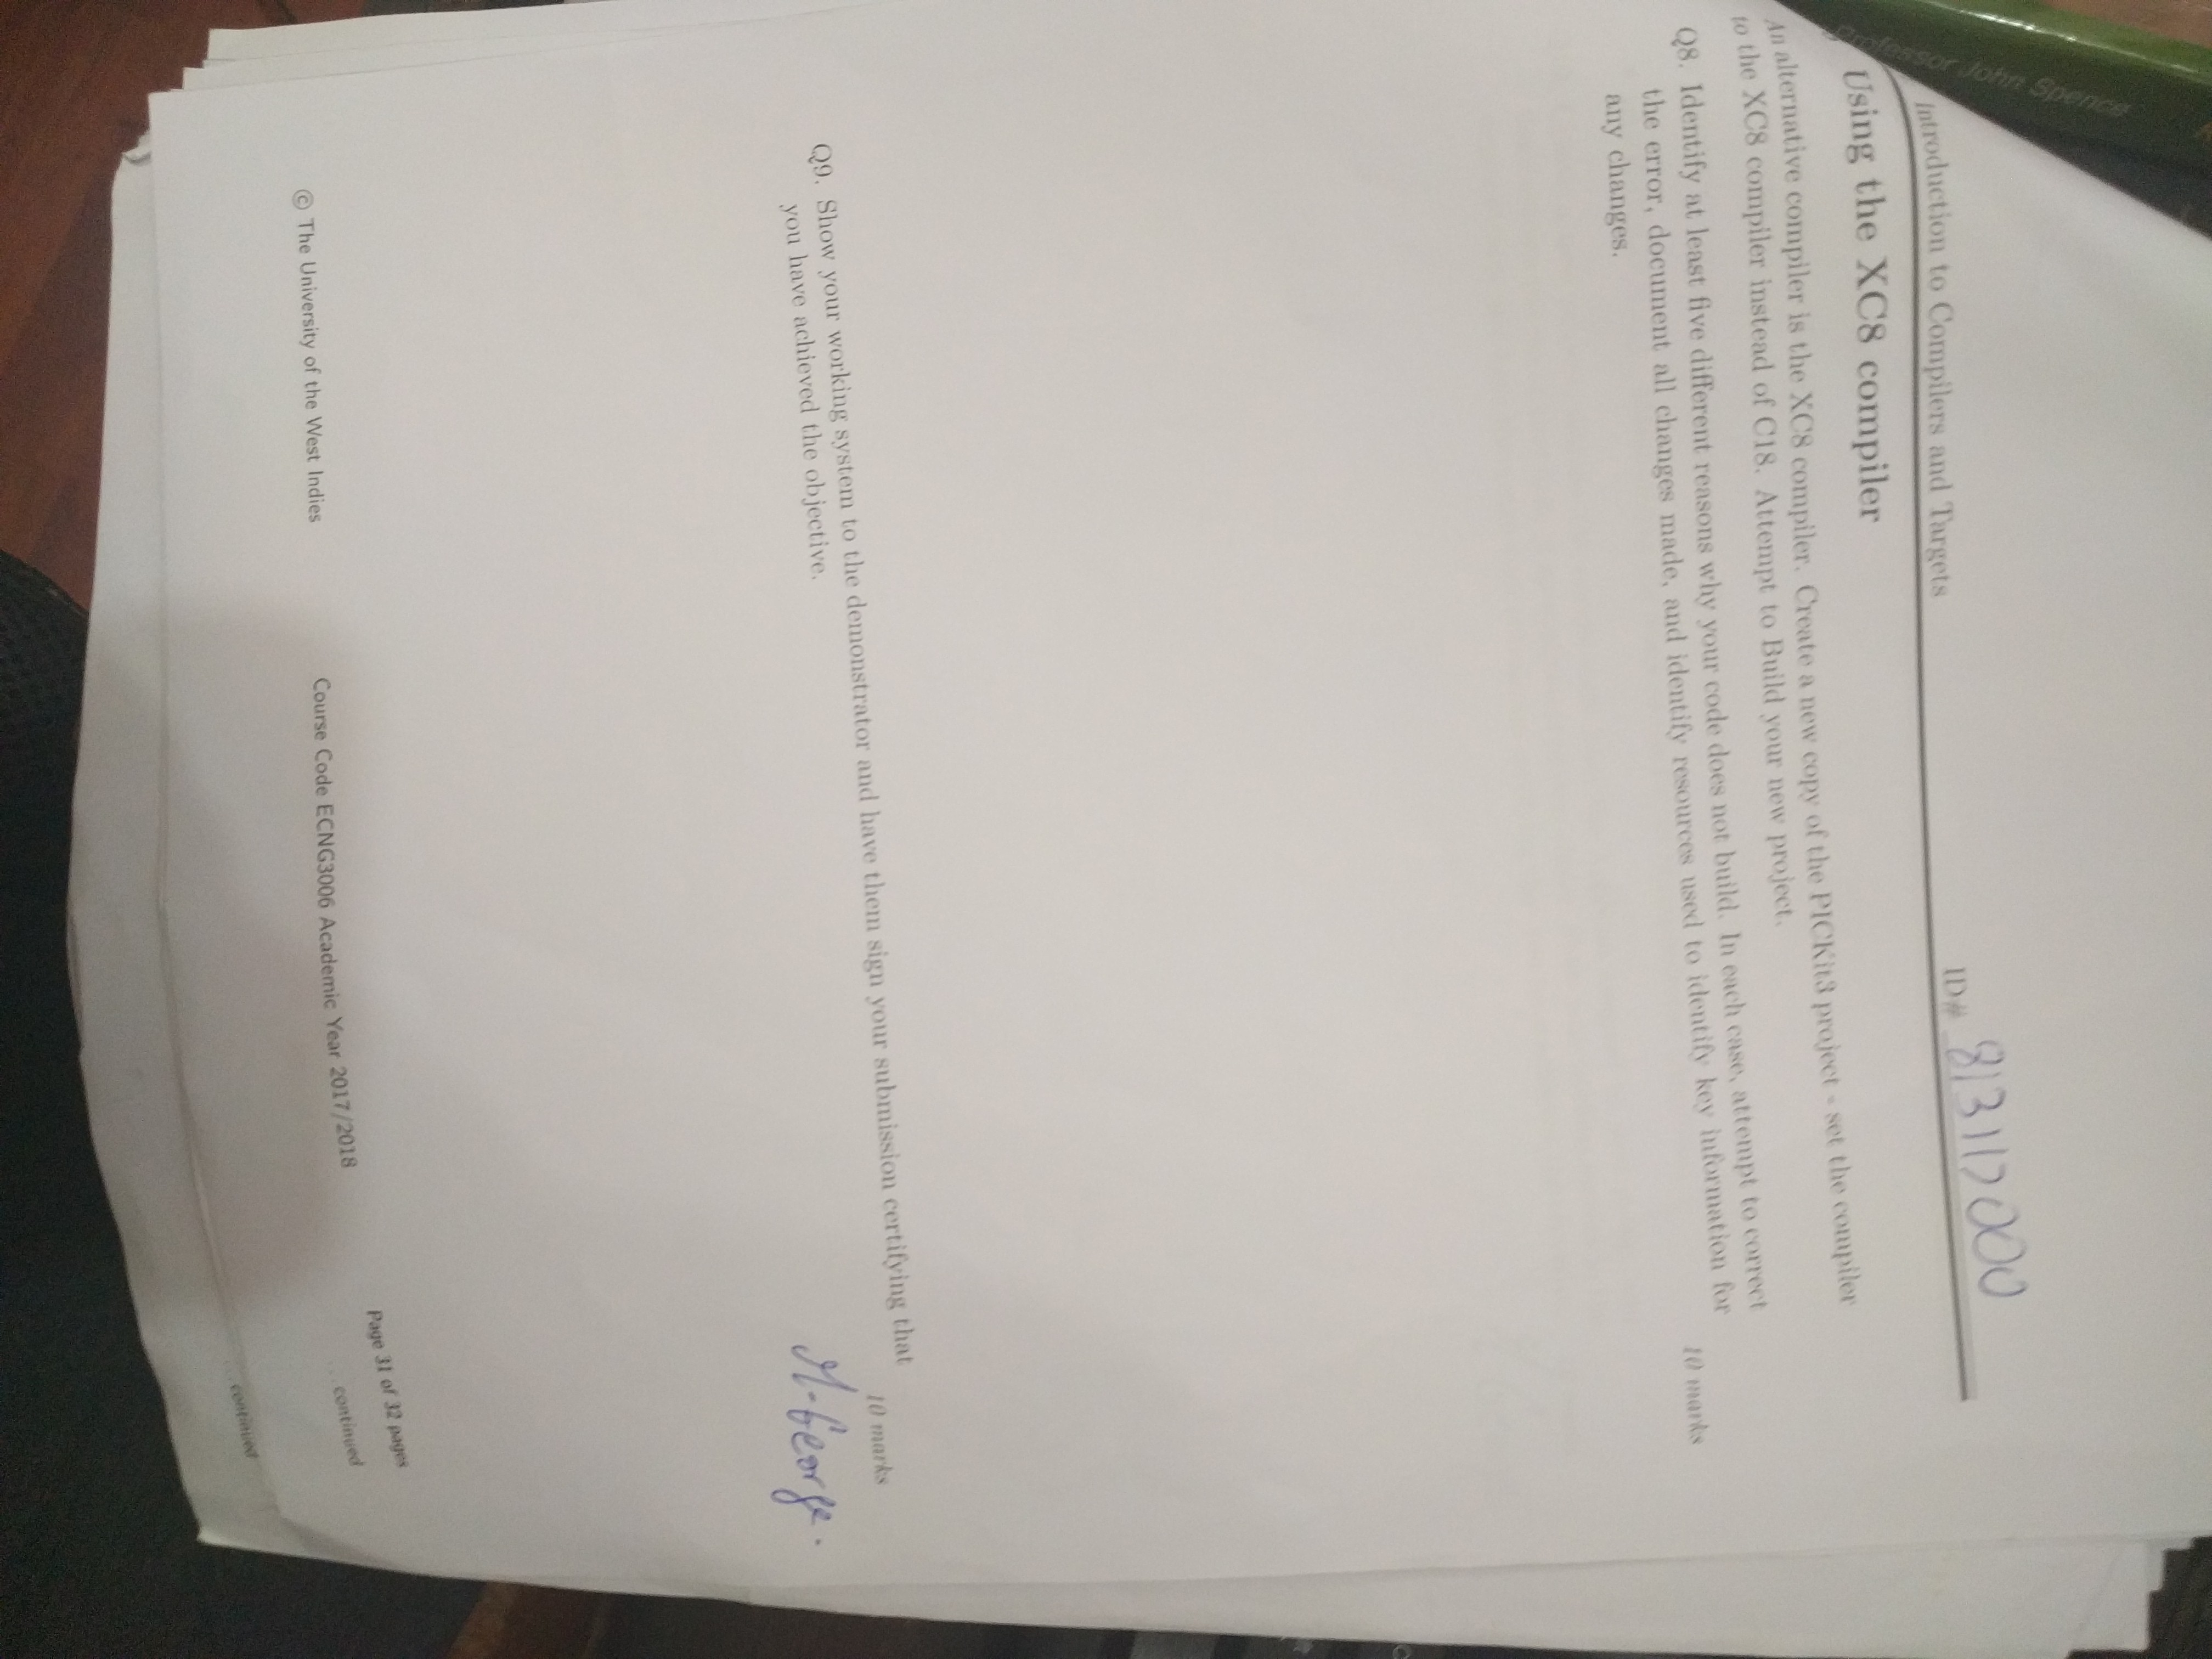 Professor John Spence
Introduction to Compilers and Targets
ID# 813117000
Using the XC8 compiler
An alternative compiler is the XC8 compiler. Create a new copy of the PICKit3 project - set the compiler
to the XC8 compiler instead of C18. Attempt to Build your new project.
Q8. Identify at least five different reasons why your code does not build. In each case, attempt to correct
the error, document all changes made, and identify resources used to identify key information for
any changes.
10 marks
Q9. Show your working system to the demonstrator and have them sign your submission certifying that
you have achieved the objective.
10 marks
M-George.
© The University of the West Indies
Course Code ECNG3006 Academic Year 2017/2018
Page 31 of 32 pages
... continued
continued